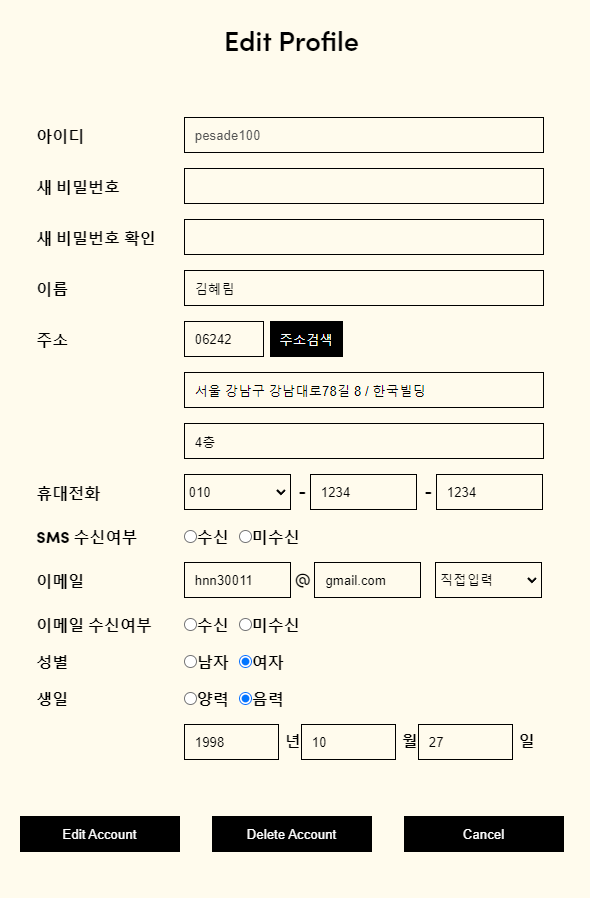 Edit Profile
아이디 pesade100
새 비밀번호
새 비밀번호 확인
이름 김혜림
주소 06242 주소검색
서울 강남구 강남대로78길 8 / 한국빌딩
4층
휴대전화 010 - 1234 - 1234
SMS 수신여부 수신 미수신
이메일 hnn30011 @ gmail.com 직접입력
이메일 수신여부 수신 미수신
성별 남자 여자
생일 양력 음력
1998 년 10 월 27 일
Edit Account Delete Account Cancel